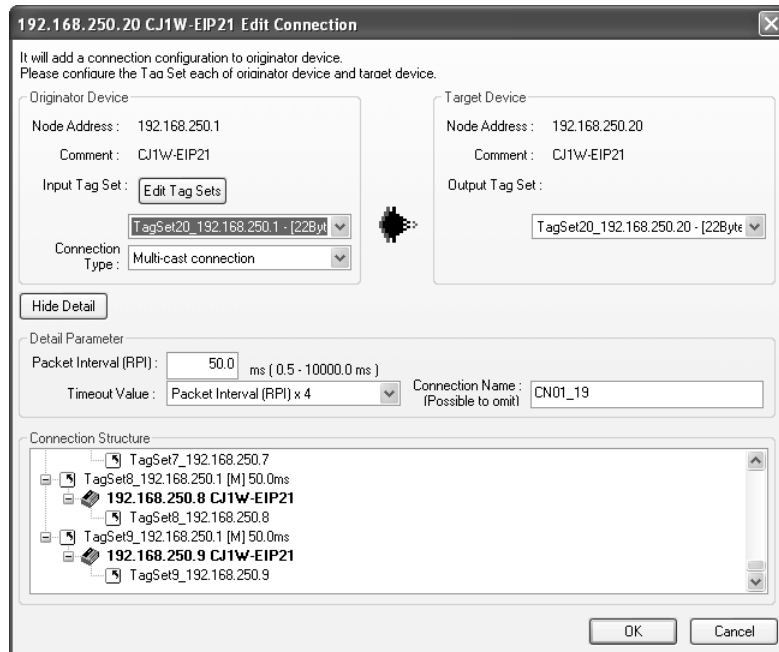 192.168.250.20 CJ1W-EIP21 Edit Connection
It will add a connection configuration to originator device.
Please configure the Tag Set each of originator device and target device.
Originator Device
Node Address : 192.168.250.1
Comment : CJ1W-EIP21
Input Tag Set : Edit Tag Sets
TagSet20_192.168.250.1 - [22Byt
Connection
Type : Multi-cast connection
Target Device
Node Address : 192.168.250.20
Comment : CJ1W-EIP21
Output Tag Set :
TagSet20_192.168.250.20 - [22Byte
Hide Detail
Detail Parameter
Packet Interval (RPI) : 50.0 ms ( 0.5 - 10000.0 ms )
Timeout Value : Packet Interval (RPI) x 4
Connection Name :
(Possible to omit) CN01_19
Connection Structure
TagSet7_192.168.250.7
TagSet8_192.168.250.1 [M] 50.0ms
192.168.250.8 CJ1W-EIP21
TagSet8_192.168.250.8
TagSet9_192.168.250.1 [M] 50.0ms
192.168.250.9 CJ1W-EIP21
TagSet9_192.168.250.9
OK Cancel